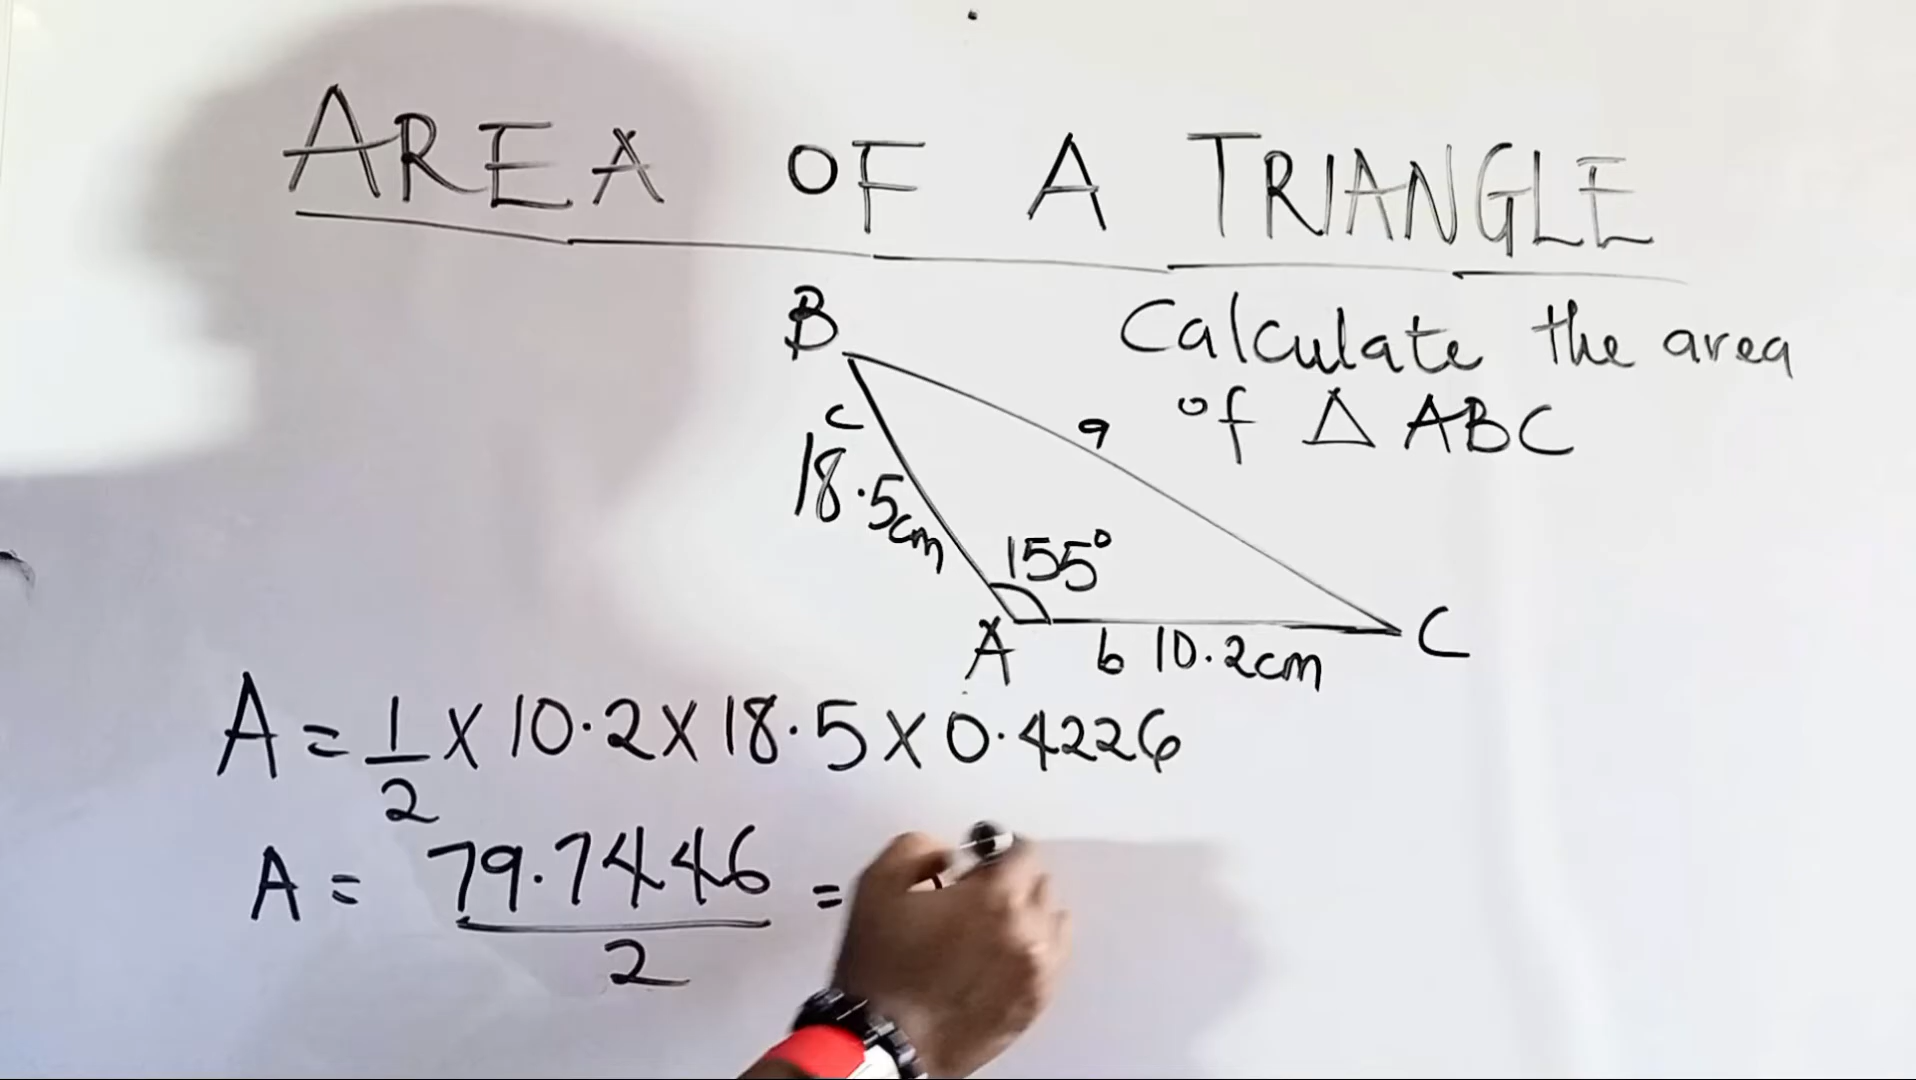 AREA OF A TRIANGLE
Calculate the area
of △ ABC
B
c
18.5cm
a
155°
A
b 10.2cm
C
A = 1/2 × 10.2 × 18.5 × 0.4226
A = 79.7446/2 =